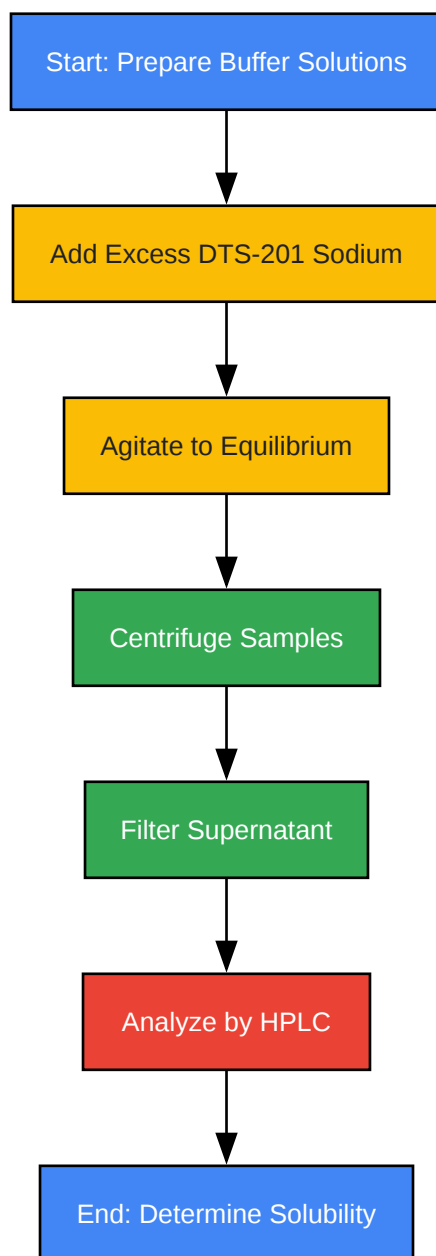 Start: Prepare Buffer Solutions
Add Excess DTS-201 Sodium
Agitate to Equilibrium
Centrifuge Samples
Filter Supernatant
Analyze by HPLC
End: Determine Solubility